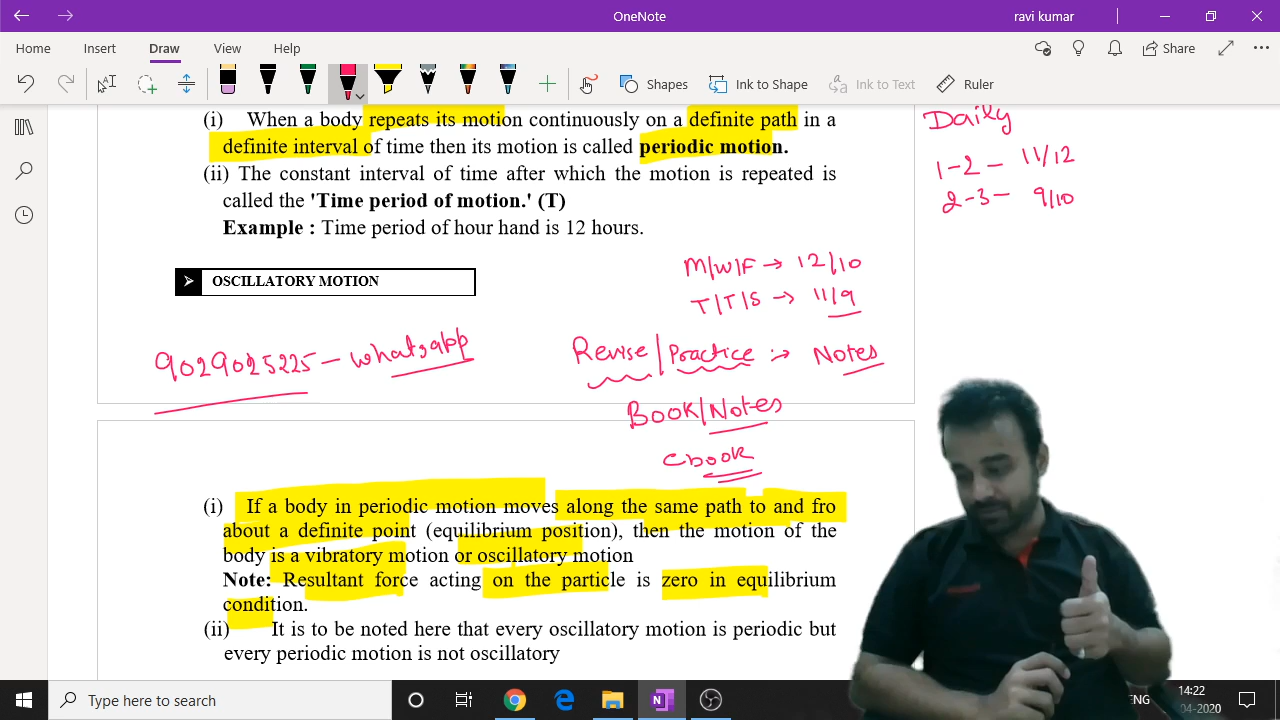 OneNote
ravi kumar
Home Insert Draw View Help
Share
Shapes
Ink to Shape
Ink to Text
Ruler
(i) When a body repeats its motion continuously on a definite path in a
definite interval of time then its motion is called periodic motion.
(ii) The constant interval of time after which the motion is repeated is
called the 'Time period of motion.' (T)
Example : Time period of hour hand is 12 hours.
Daily
1-2 - 11/12
2-3 - 9/10
OSCILLATORY MOTION
M/W/F → 12/10
T/T/S → 11/9
9029025225 - whatsapp
Revise/Practice → Notes
Book/Notes
ebook
(i) If a body in periodic motion moves along the same path to and fro
about a definite point (equilibrium position), then the motion of the
body is a vibratory motion or oscillatory motion
Note: Resultant force acting on the particle is zero in equilibrium
condition.
(ii) It is to be noted here that every oscillatory motion is periodic but
every periodic motion is not oscillatory
Type here to search
ENG
14:22
04-2020